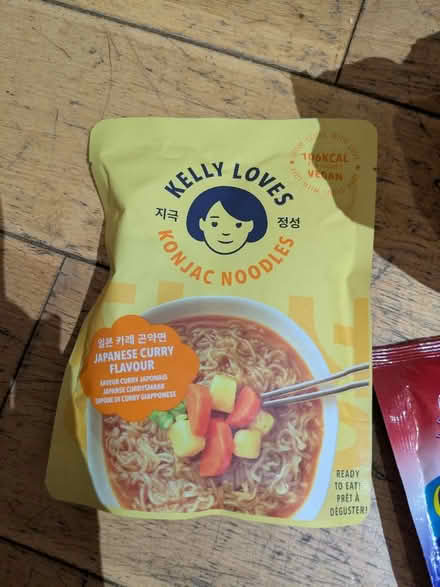 KELLY LOVES
지극
정성
KONJAC NOODLES
106KCAL
VEGAN
일본 카레 곤약면
JAPANESE CURRY
FLAVOUR
SAVEUR CURRY JAPONAIS
JAPANSE CURRYSMAAK
SAPORE DI CURRY GIAPPONESE
READY
TO EAT!
PRÊT À
DÉGUSTER!